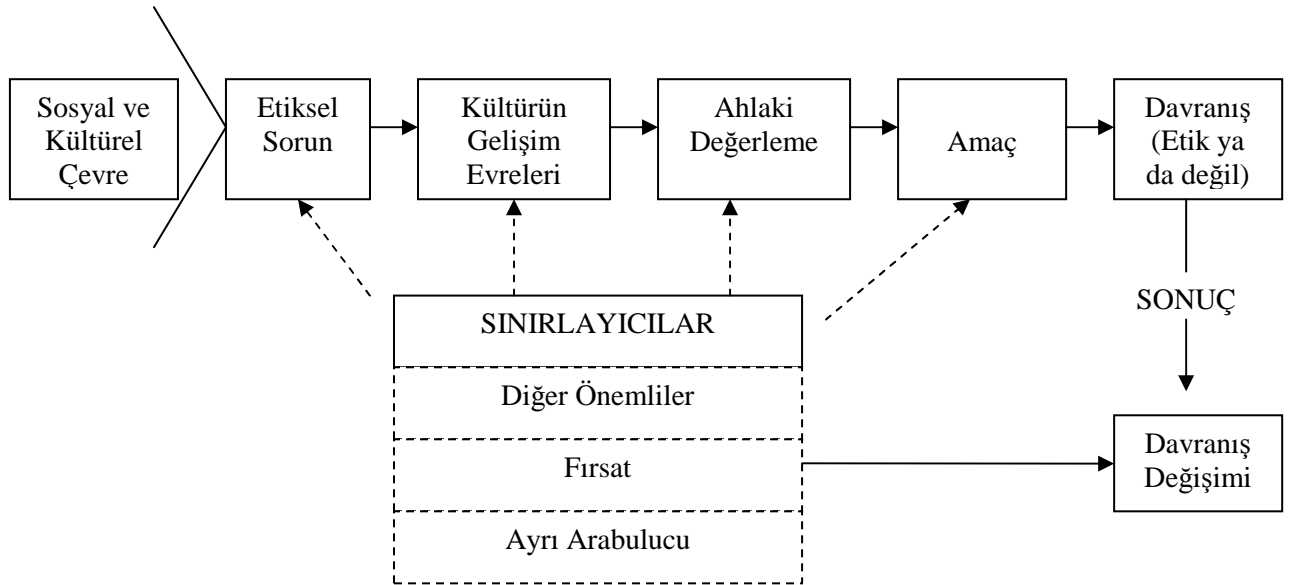 Sosyal ve
Kültürel
Çevre
Etiksel
Sorun
Kültürün
Gelişim
Evreleri
Ahlaki
Değerleme
Amaç
Davranış
(Etik ya
da değil)
SINIRLAYICILAR
Diğer Önemliler
Fırsat
Ayrı Arabulucu
SONUÇ
Davranış
Değişimi